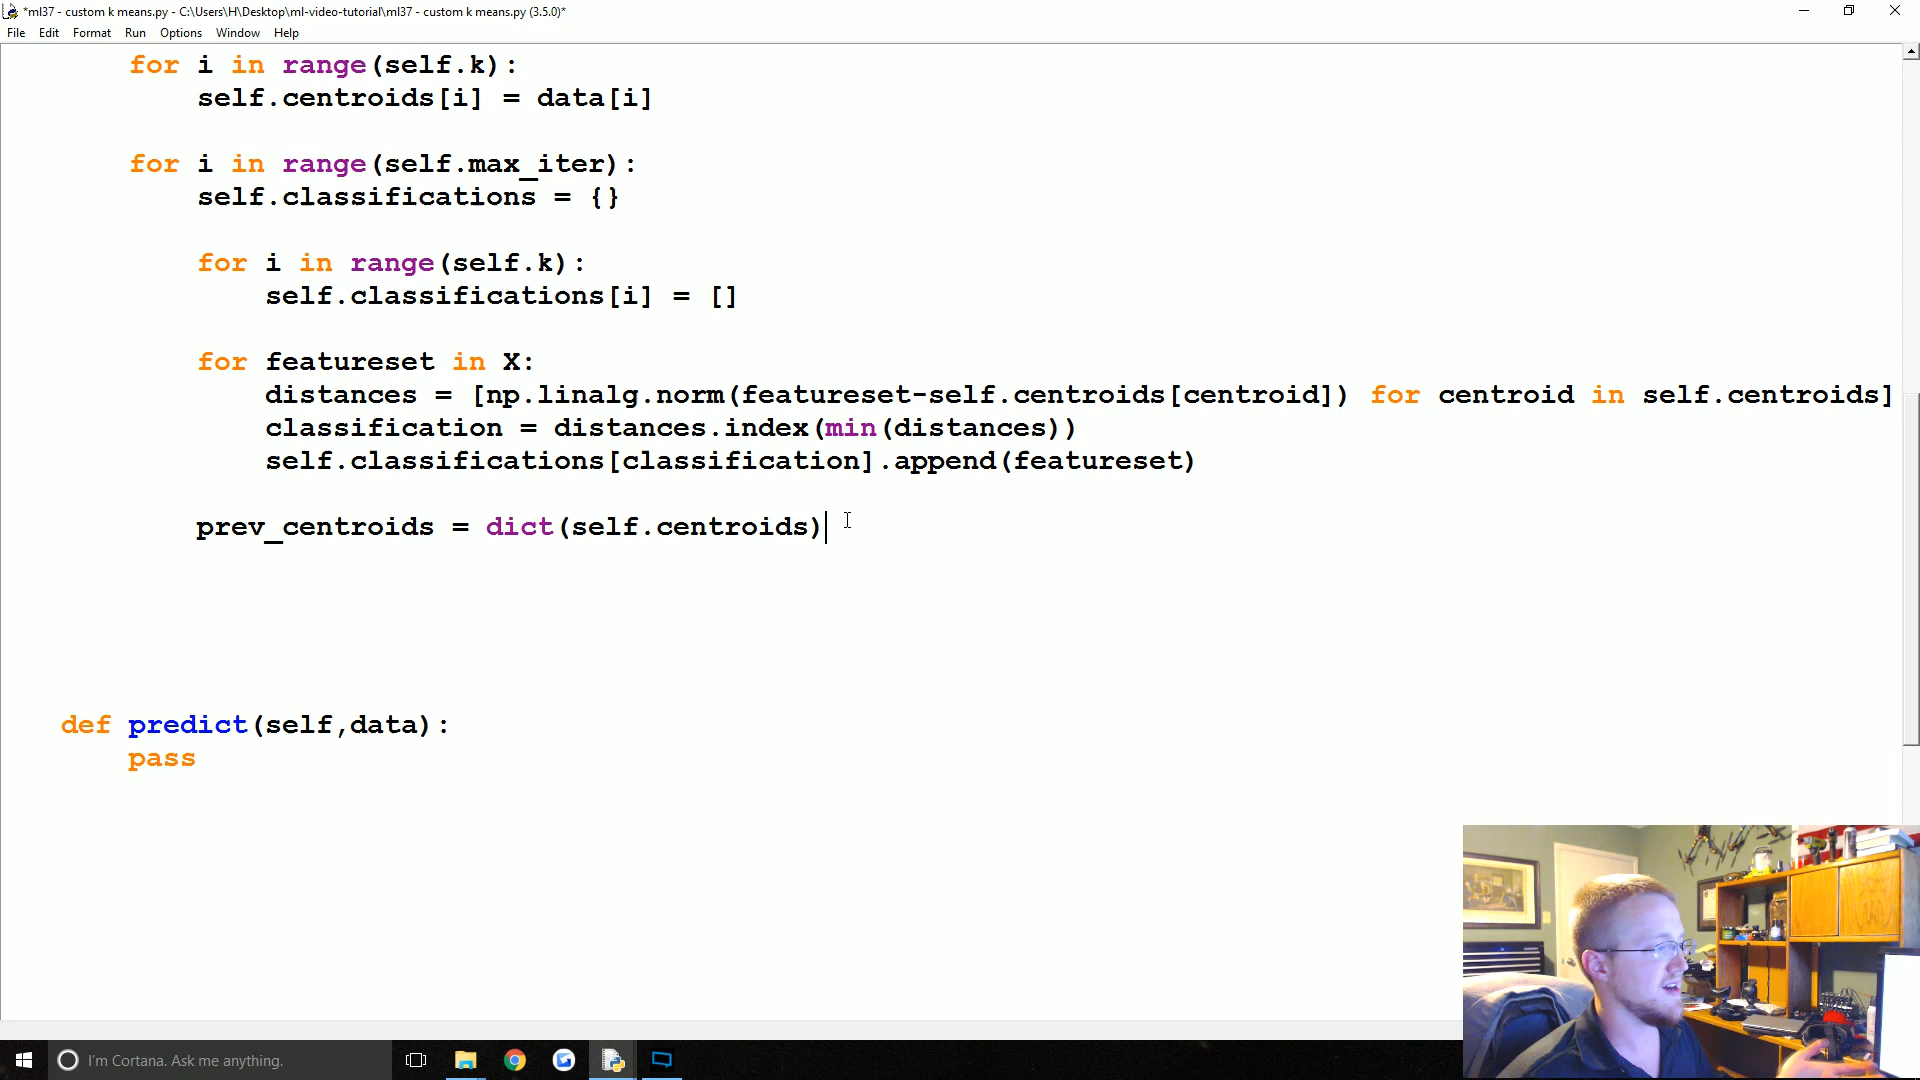 *ml37 - custom k means.py - C:\Users\H\Desktop\ml-video-tutorial\ml37 - custom k means.py (3.5.0)*
File Edit Format Run Options Window Help
for i in range(self.k):
self.centroids[i] = data[i]
for i in range(self.max_iter):
self.classifications = {}
for i in range(self.k):
self.classifications[i] = []
for featureset in X:
distances = [np.linalg.norm(featureset-self.centroids[centroid]) for centroid in self.centroids]
classification = distances.index(min(distances))
self.classifications[classification].append(featureset)
prev_centroids = dict(self.centroids)
def predict(self,data):
pass
I'm Cortana. Ask me anything.